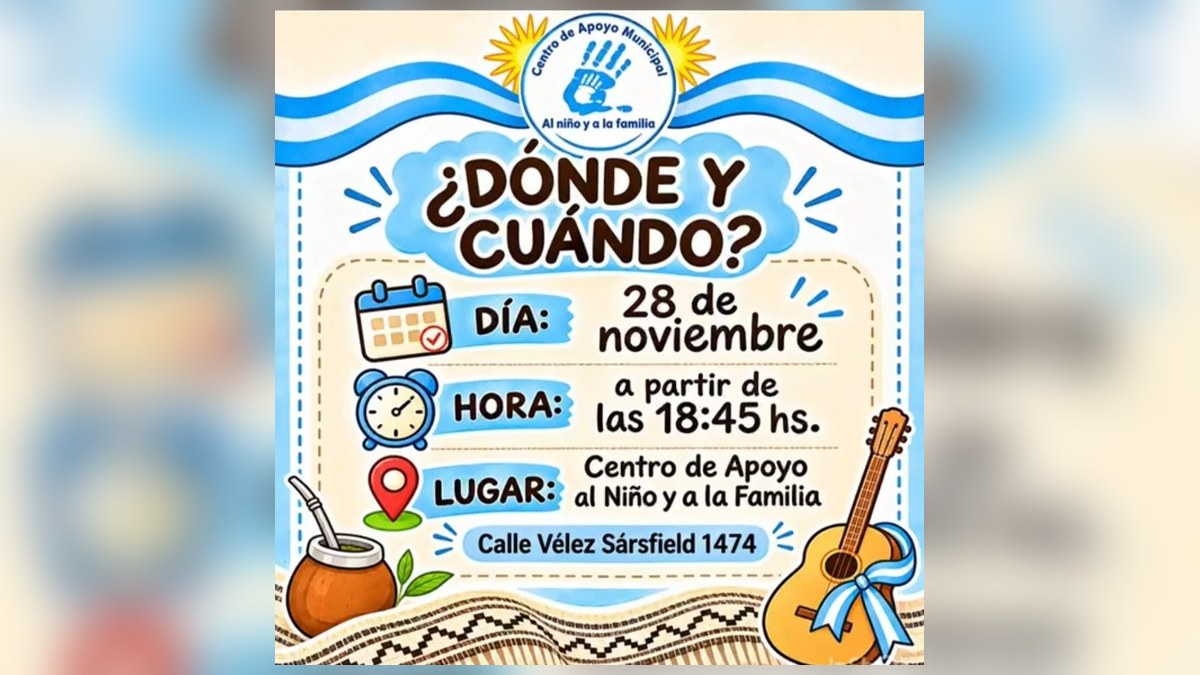 Centro de Apoyo Municipal
Al niño y a la familia
¿DÓNDE Y
CUÁNDO?
DÍA:
28 de
noviembre
HORA:
a partir de
las 18:45 hs.
LUGAR:
Centro de Apoyo
al Niño y a la Familia
Calle Vélez Sársfield 1474